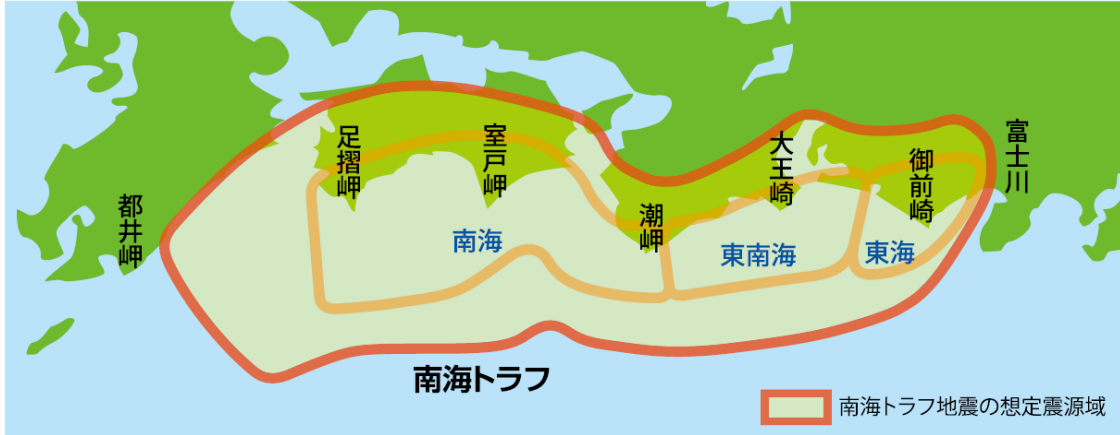 都井岬
足摺岬
室戸岬
潮岬
大王崎
御前崎
富士川
南海
東南海
東海
南海トラフ
南海トラフ地震の想定震源域